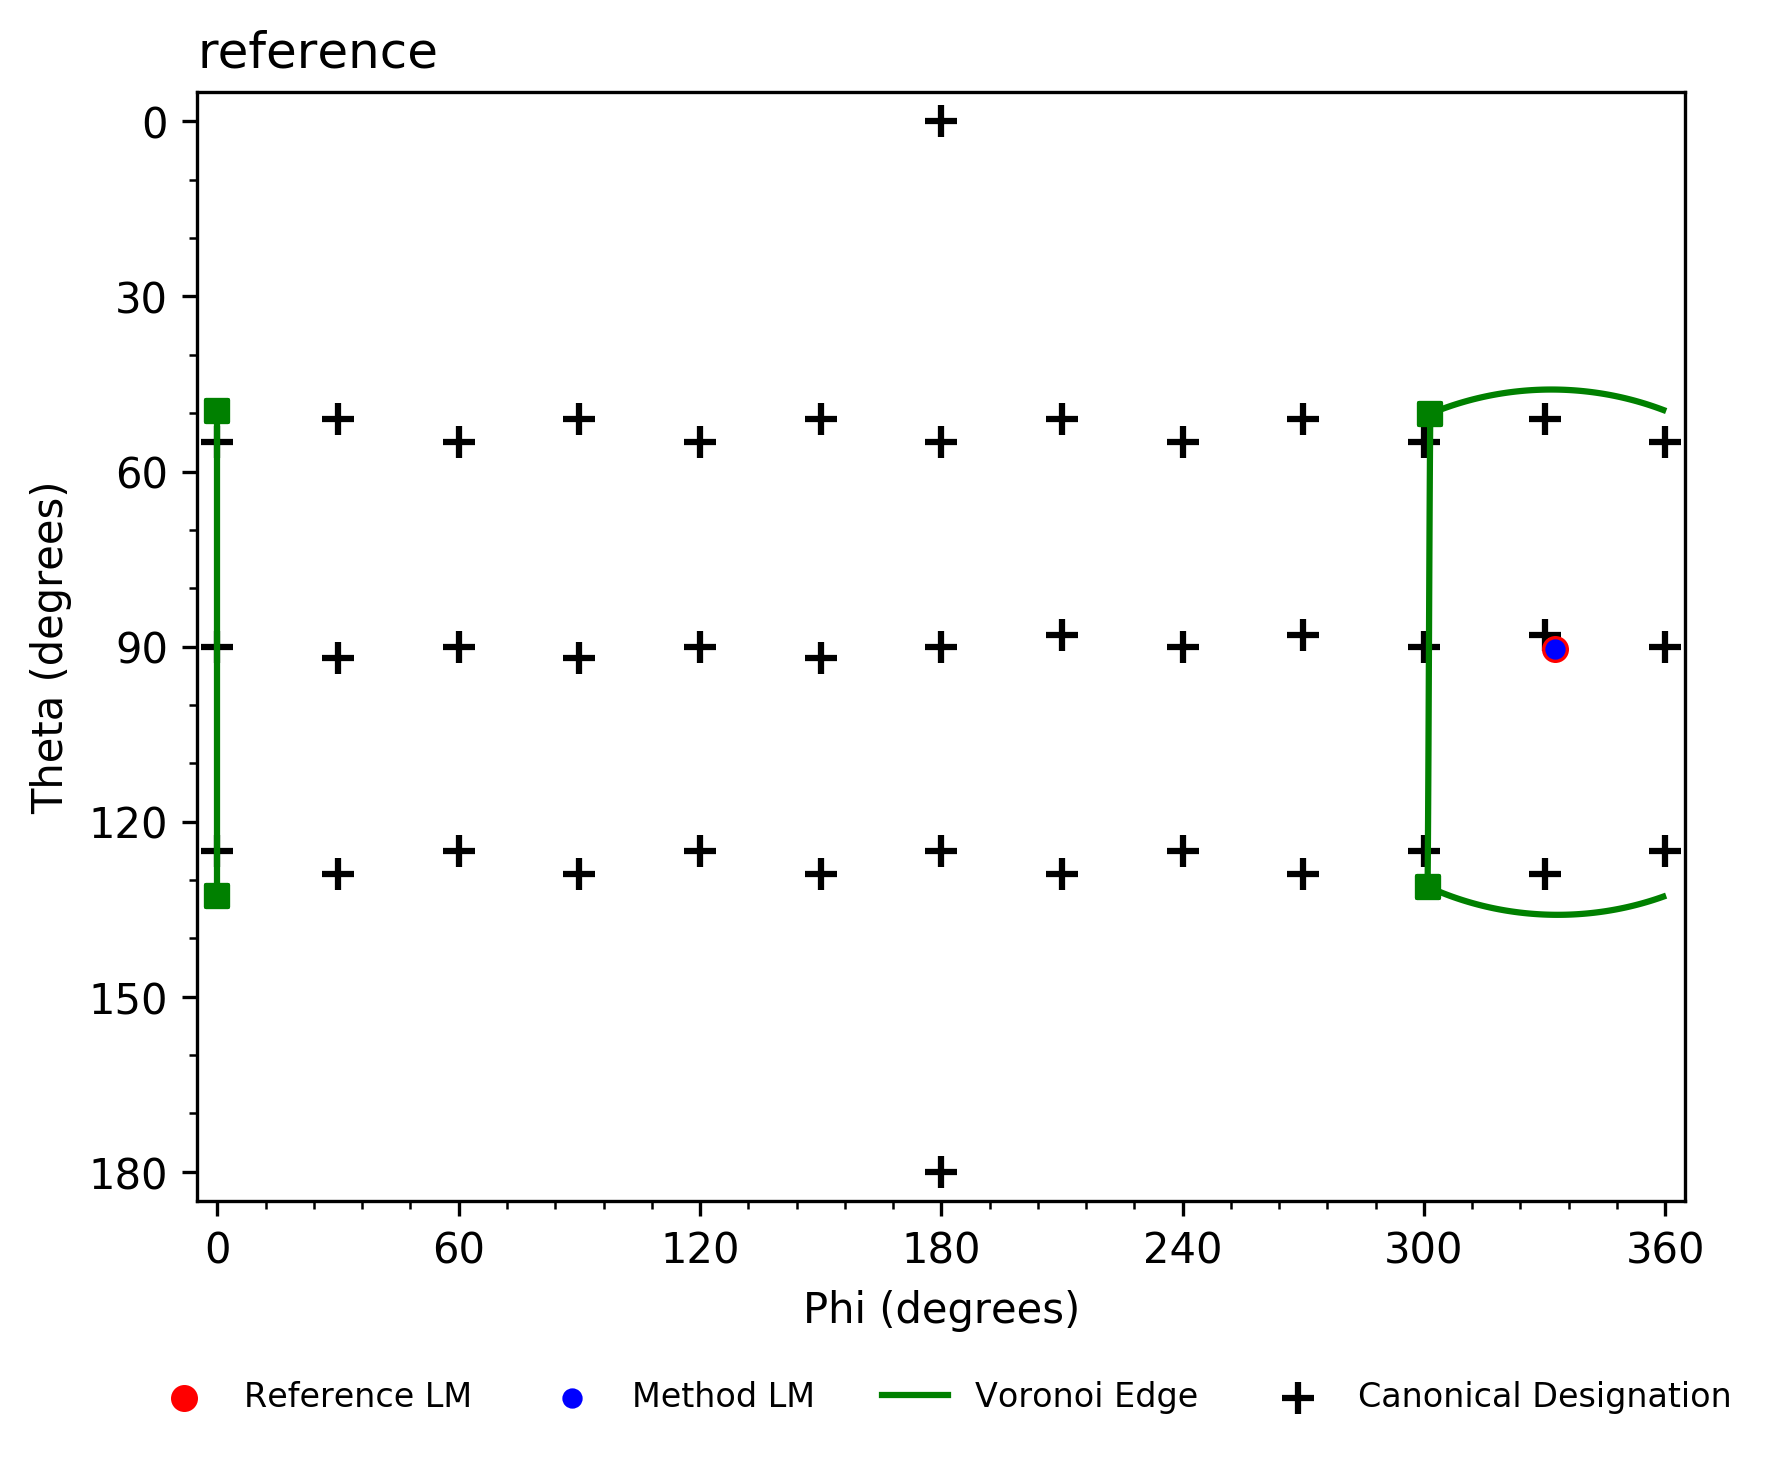 reference
0
30
60
90
120
150
180
Theta (degrees)
0 60 120 180 240 300 360
Phi (degrees)
Reference LM Method LM Voronoi Edge Canonical Designation